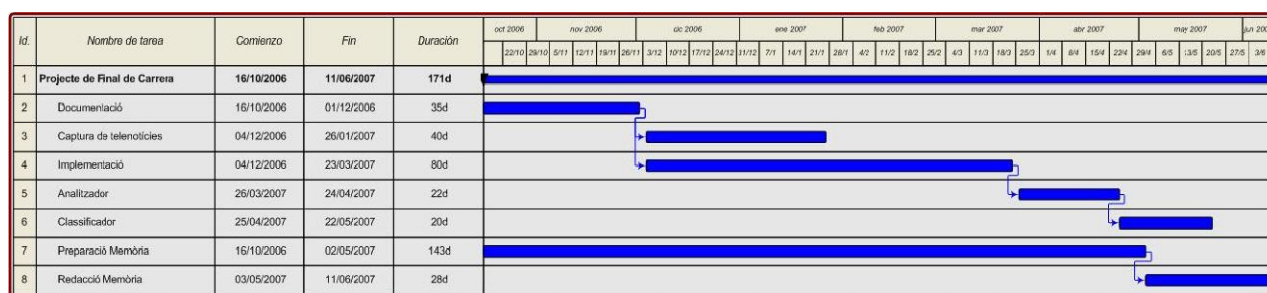 Id. Nombre de tarea Comienzo Fin Duración
oct 2006 nov 2006 dic 2006 ene 2007 feb 2007 mar 2007 abr 2007 may 2007 jun 200
22/10 29/10 5/11 12/11 19/11 26/11 3/12 10/12 17/12 24/12 31/12 7/1 14/1 21/1 28/1 4/2 11/2 18/2 25/2 4/3 11/3 18/3 25/3 1/4 8/4 15/4 22/4 29/4 6/5 13/5 20/5 27/5 3/6
1 Projecte de Final de Carrera 16/10/2006 11/06/2007 171d
2 Documentació 16/10/2006 01/12/2006 35d
3 Captura de telenotícies 04/12/2006 26/01/2007 40d
4 Implementació 04/12/2006 23/03/2007 80d
5 Analitzador 26/03/2007 24/04/2007 22d
6 Classificador 25/04/2007 22/05/2007 20d
7 Preparació Memòria 16/10/2006 02/05/2007 143d
8 Redacció Memòria 03/05/2007 11/06/2007 28d